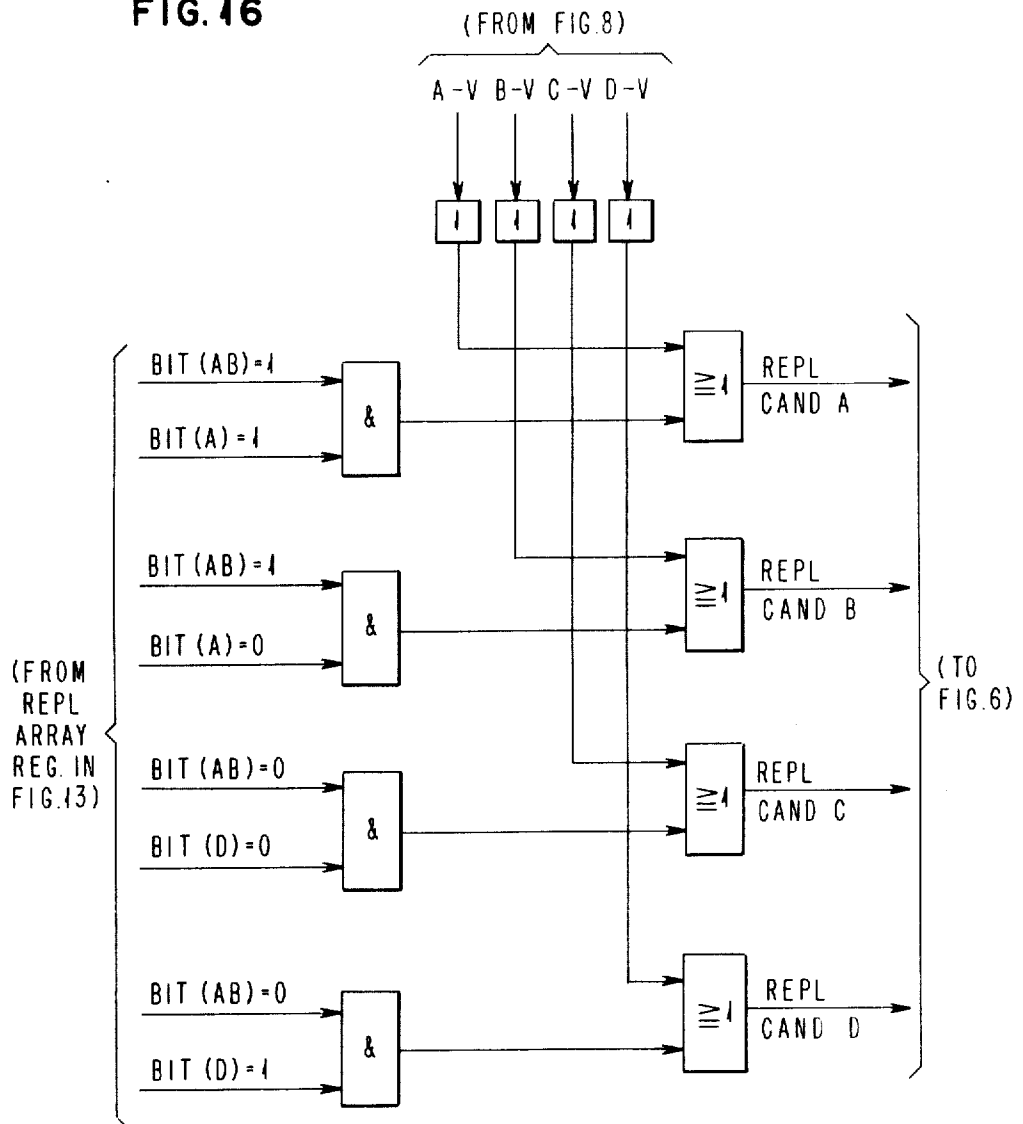 FIG. 16
(FROM FIG.8)
A-V B-V C-V D-V
1 1 1 1
BIT (AB)=1
BIT (A)=1
&
≧1
REPL
CAND A
BIT (AB)=1
BIT (A)=0
&
≧1
REPL
CAND B
(FROM
REPL
ARRAY
REG. IN
FIG.13)
(TO
FIG.6)
BIT (AB)=0
BIT (D)=0
&
≧1
REPL
CAND C
BIT (AB)=0
BIT (D)=1
&
≧1
REPL
CAND D